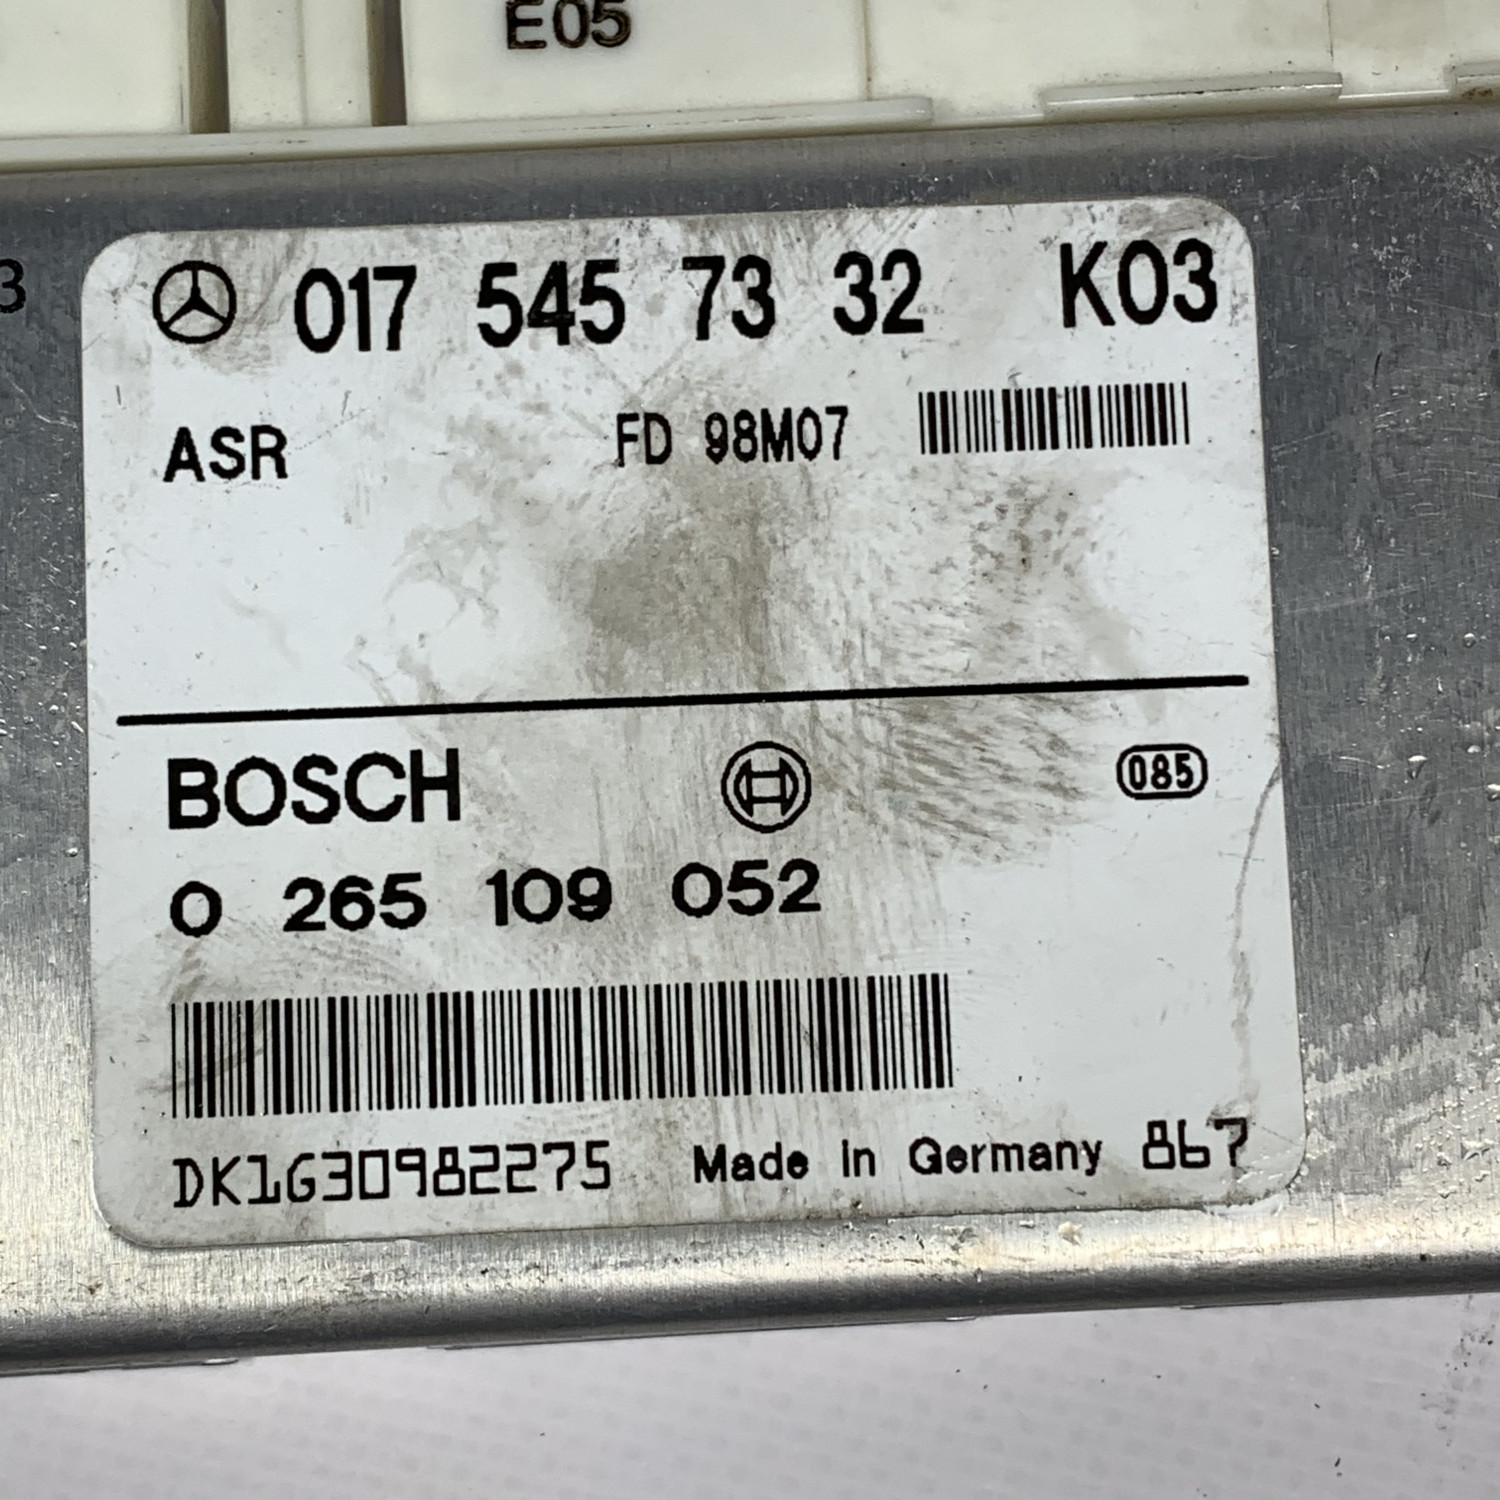 E05
3
017 545 73 32 K03
ASR FD 98M07
BOSCH 085
0 265 109 052
DK1G30982275 Made in Germany 867